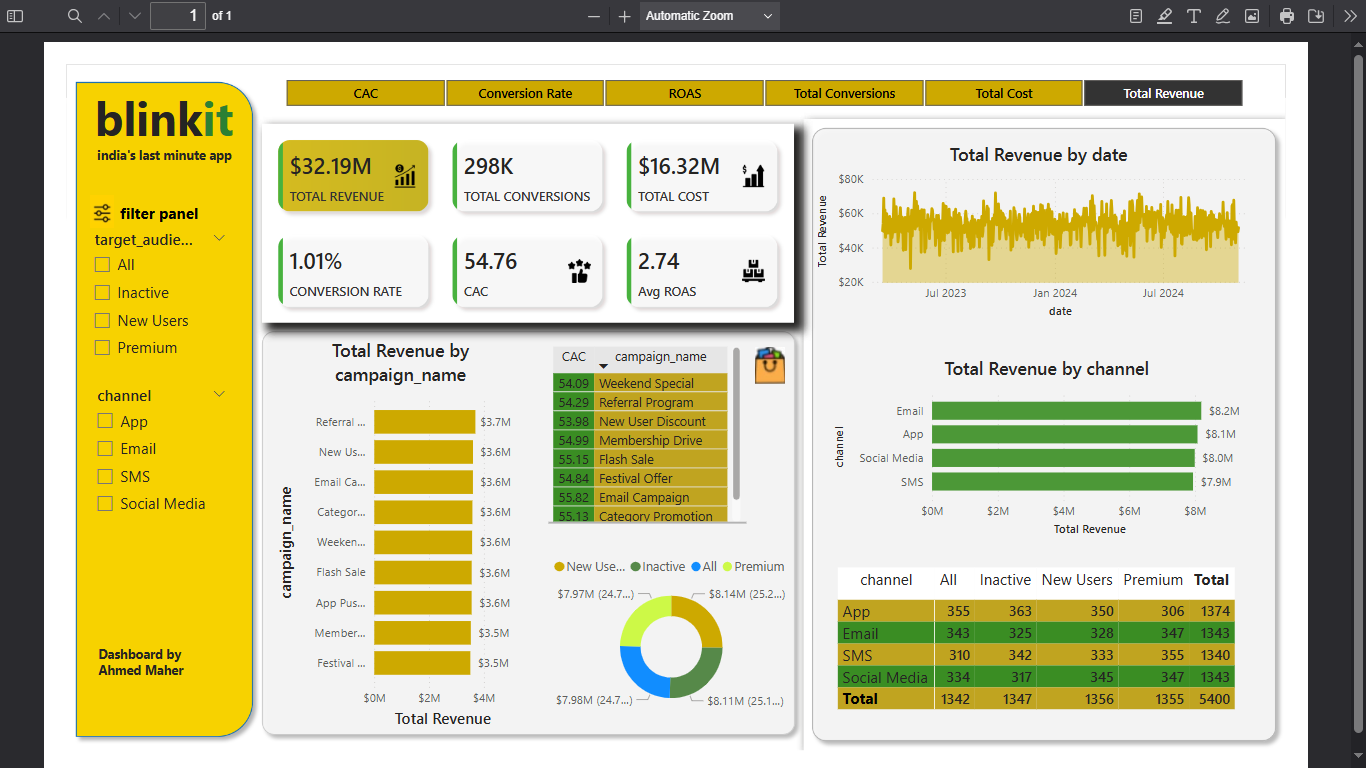 1
of 1
Automatic Zoom
blinkit
india's last minute app
filter panel
target_audie...
All
Inactive
New Users
Premium
channel
App
Email
SMS
Social Media
Dashboard by
Ahmed Maher
CAC
Conversion Rate
ROAS
Total Conversions
Total Cost
Total Revenue
$32.19M
TOTAL REVENUE
298K
TOTAL CONVERSIONS
$16.32M
TOTAL COST
1.01%
CONVERSION RATE
54.76
CAC
2.74
Avg ROAS
Total Revenue by
campaign_name
campaign_name
Referral ... $3.7M
New Us... $3.6M
Email Ca... $3.6M
Categor... $3.6M
Weeken... $3.6M
Flash Sale $3.6M
App Pus... $3.6M
Member... $3.5M
Festival ... $3.5M
$0M $2M $4M
Total Revenue
CAC campaign_name
54.09 Weekend Special
54.29 Referral Program
53.98 New User Discount
54.99 Membership Drive
55.15 Flash Sale
54.84 Festival Offer
55.82 Email Campaign
55.13 Category Promotion
New Use... Inactive All Premium
$7.97M (24.7...) $8.14M (25.2...)
$7.98M (24.7...) $8.11M (25.1...)
Total Revenue by date
Total Revenue
$80K
$60K
$40K
$20K
Jul 2023 Jan 2024 Jul 2024
date
Total Revenue by channel
channel
Email $8.2M
App $8.1M
Social Media $8.0M
SMS $7.9M
$0M $2M $4M $6M $8M
Total Revenue
channel All Inactive New Users Premium Total
App 355 363 350 306 1374
Email 343 325 328 347 1343
SMS 310 342 333 355 1340
Social Media 334 317 345 347 1343
Total 1342 1347 1356 1355 5400